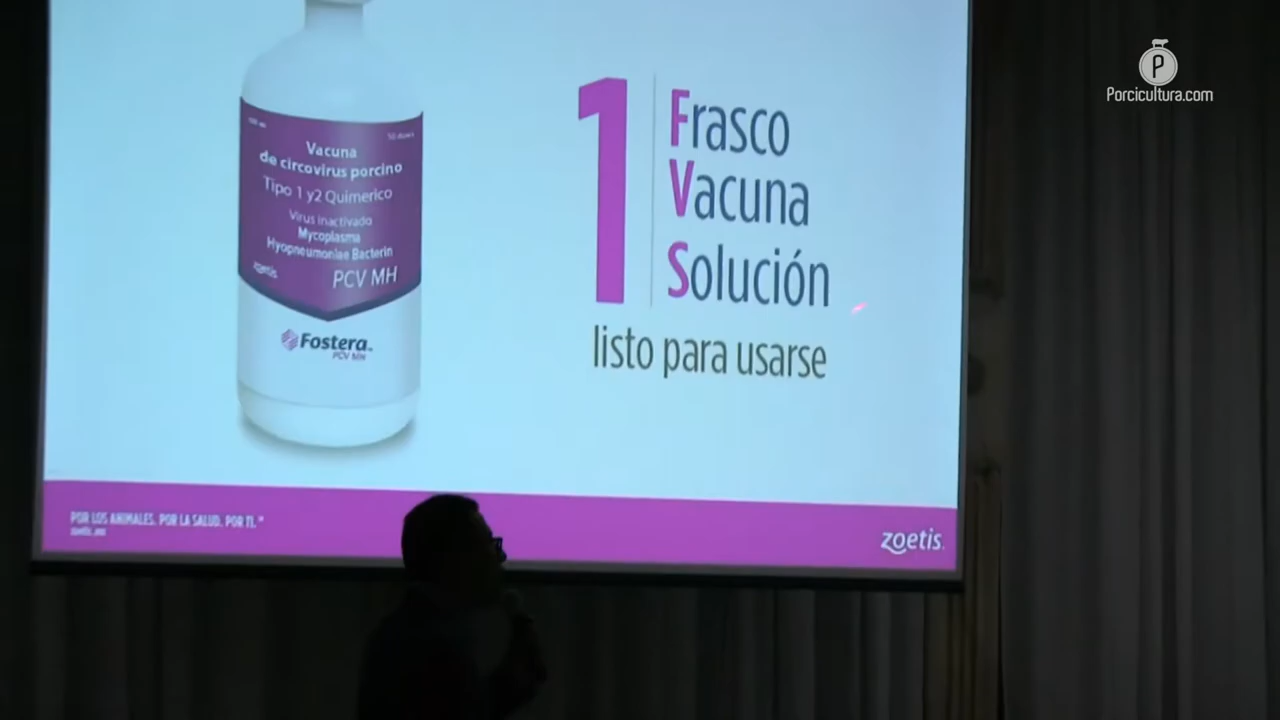 Porcicultura.com
Vacuna
de circovirus porcino
Tipo 1 y2 Quimerico
Virus inactivado
Mycoplasma
Hyopneumoniae Bacterin
zoetis
PCV MH
Fostera
PCV MH
1
Frasco
Vacuna
Solución
listo para usarse
POR LOS ANIMALES. POR LA SALUD. POR TI.
zoetis